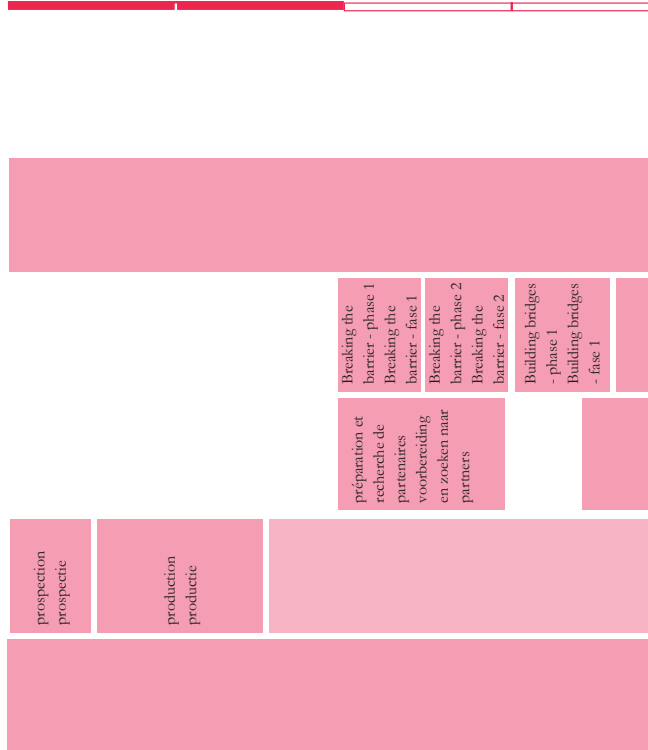 Breaking the
barrier - phase 1
Breaking the
barrier - fase 1
Breaking the
barrier - phase 2
Breaking the
barrier - fase 2
Building bridges
- phase 1
Building bridges
- fase 1
préparation et
recherche de
partenaires
voorbereiding
en zoeken naar
partners
prospection
prospectie
production
productie